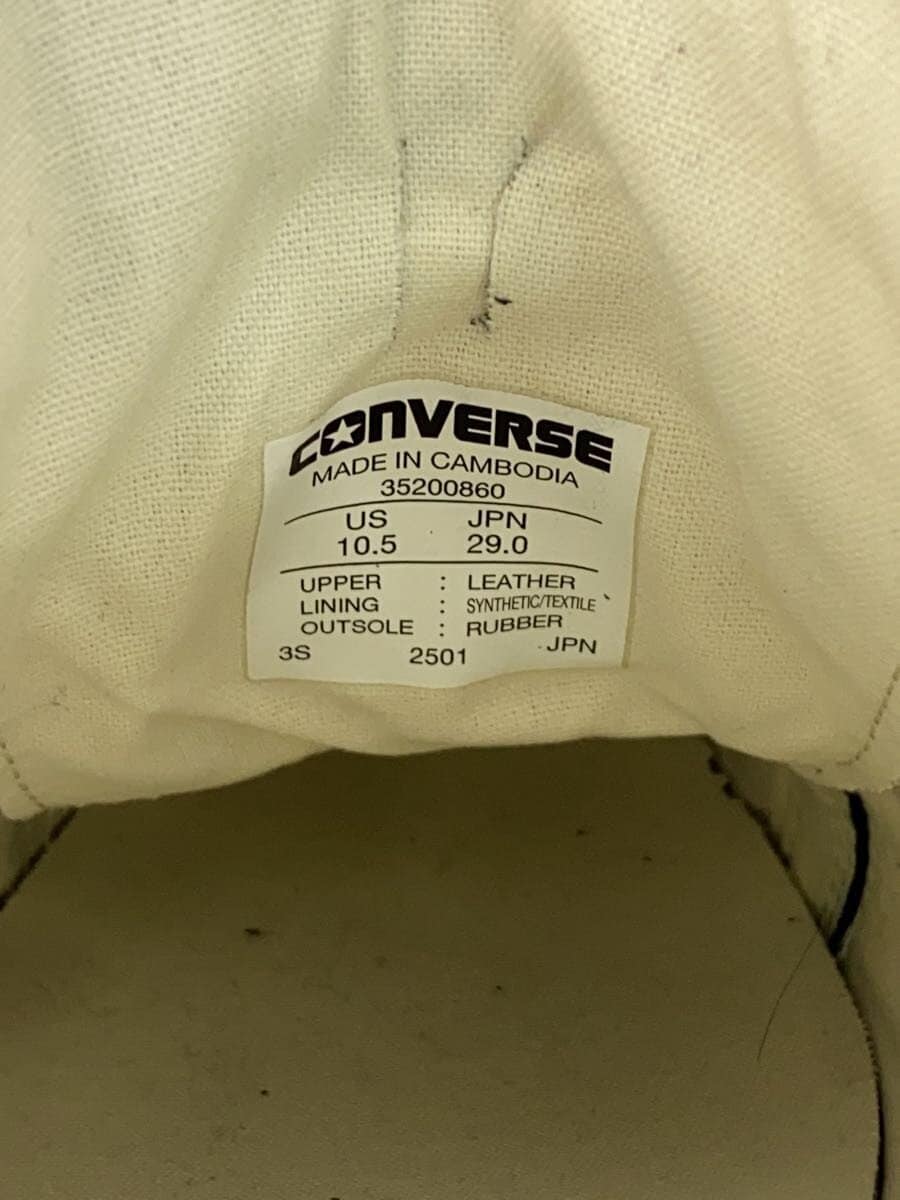 CONVERSE
MADE IN CAMBODIA
35200860
US JPN
10.5 29.0
UPPER : LEATHER
LINING : SYNTHETIC/TEXTILE
OUTSOLE : RUBBER
3S 2501 JPN